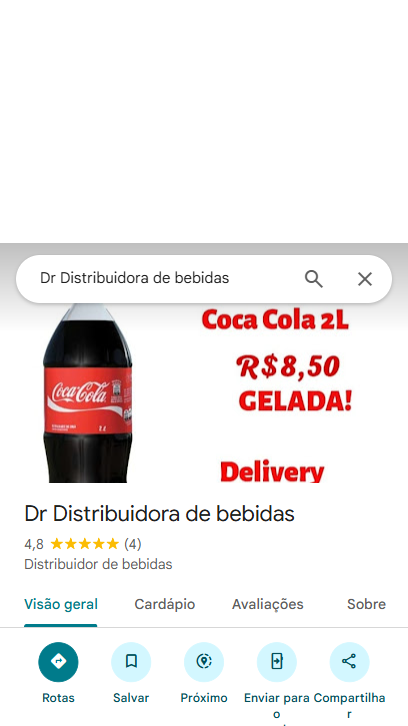 Dr Distribuidora de bebidas
Coca Cola 2L
R$8,50
GELADA!
Coca-Cola
Delivery
Dr Distribuidora de bebidas
4,8 (4)
Distribuidor de bebidas
Visão geral Cardápio Avaliações Sobre
Rotas Salvar Próximo Enviar para o Compartilhar